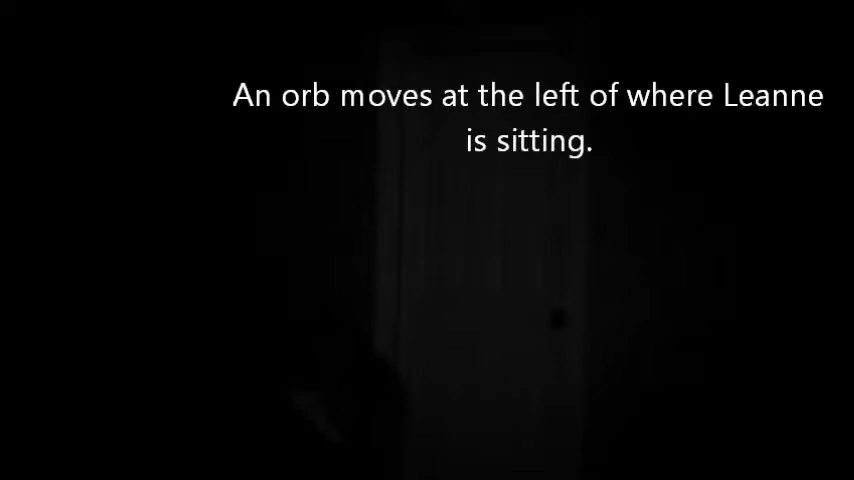 An orb moves at the left of where Leanne
is sitting.